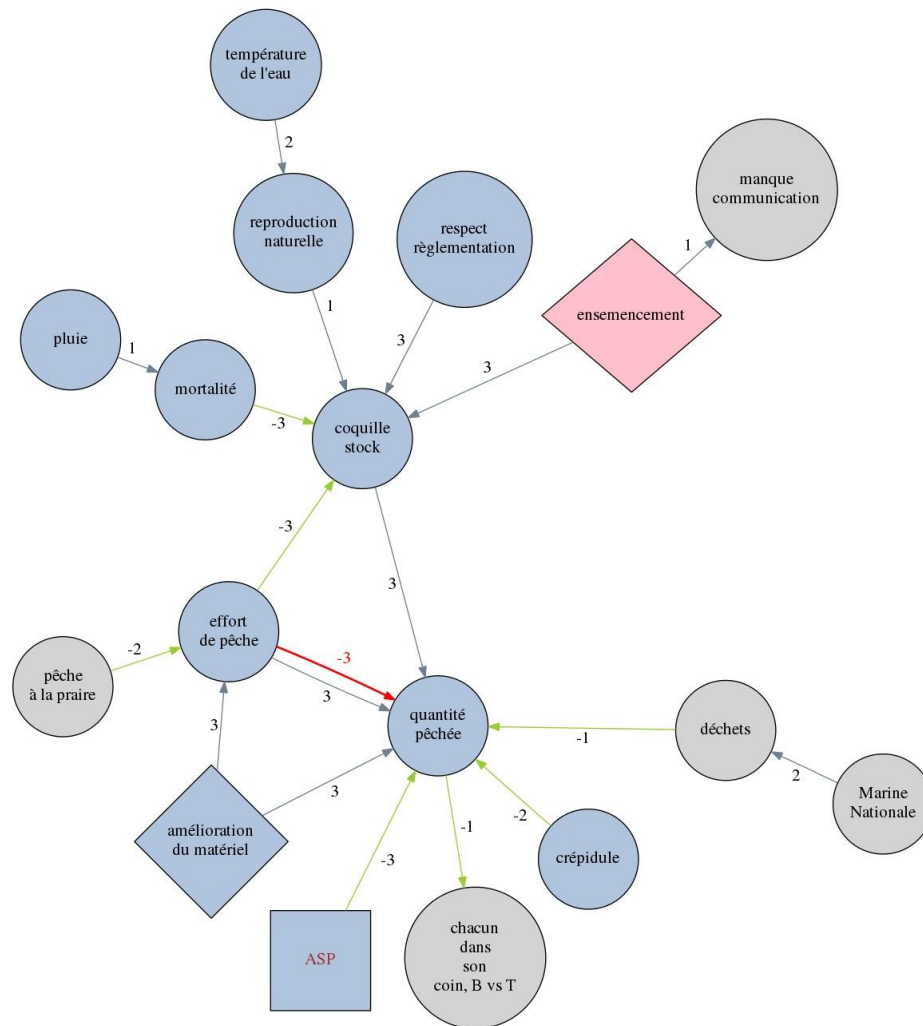 température
de l'eau
2
manque
communication
reproduction
naturelle
respect
règlementation
1
ensemencement
1
3
3
pluie
1
mortalité
-3
coquille
stock
-3
3
effort
de pêche
-2
pêche
à la praire
-3
3
quantité
pêchée
déchets
-1
3
3
2
Marine
Nationale
amélioration
du matériel
-3
-1
-2
crépidule
ASP
chacun
dans
son
coin, B vs T